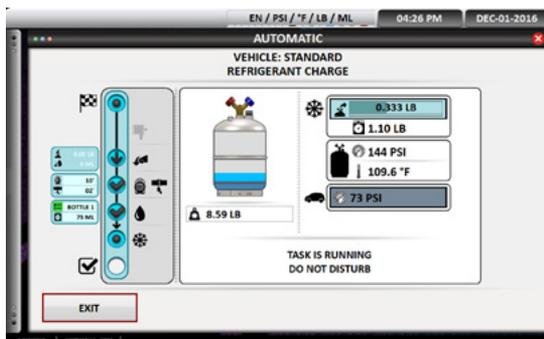 EN / PSI / °F / LB / ML
04:26 PM
DEC-01-2016
AUTOMATIC
VEHICLE: STANDARD
REFRIGERANT CHARGE
0.333 LB
1.10 LB
144 PSI
109.6 °F
73 PSI
10'
02'
BOTTLE 1
75 ML
8.59 LB
TASK IS RUNNING
DO NOT DISTURB
EXIT